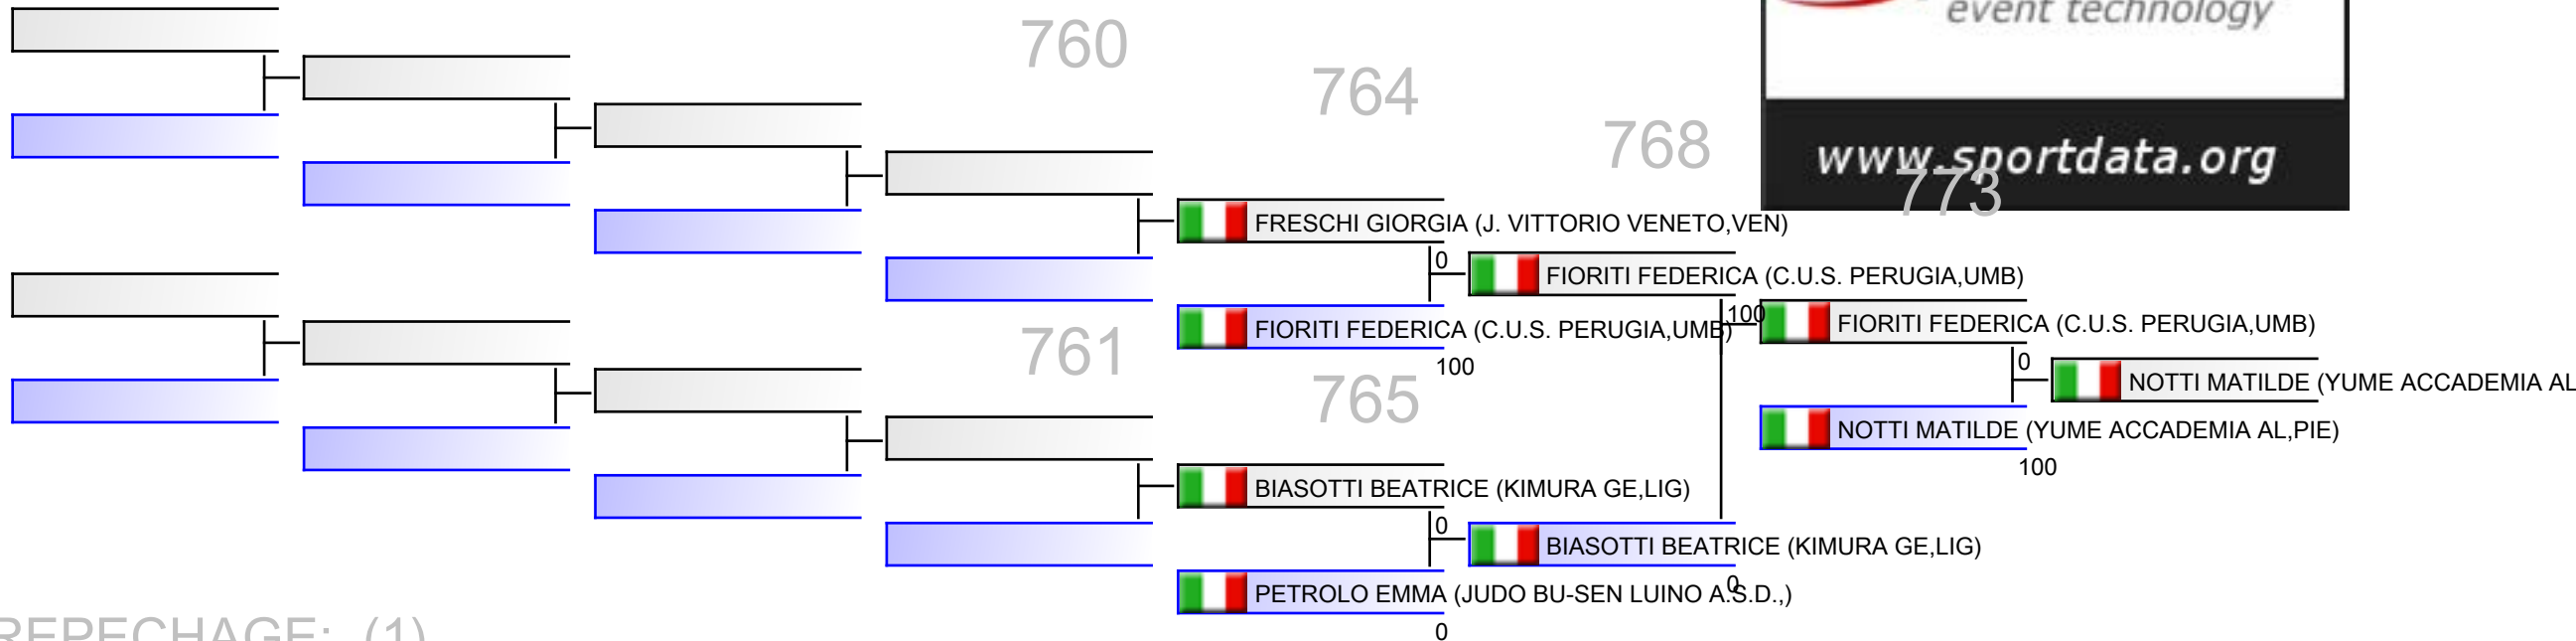 event technology
www.sportdata.org
760
764
768
773
FRESCHI GIORGIA (J. VITTORIO VENETO,VEN)
0
FIORITI FEDERICA (C.U.S. PERUGIA,UMB)
100
FIORITI FEDERICA (C.U.S. PERUGIA,UMB)
FIORITI FEDERICA (C.U.S. PERUGIA,UMB)
100
761
0
NOTTI MATILDE (YUME ACCADEMIA AL
765
NOTTI MATILDE (YUME ACCADEMIA AL,PIE)
100
BIASOTTI BEATRICE (KIMURA GE,LIG)
0
BIASOTTI BEATRICE (KIMURA GE,LIG)
0
PETROLO EMMA (JUDO BU-SEN LUINO A.S.D.,)
0
REPECHAGE: (1)